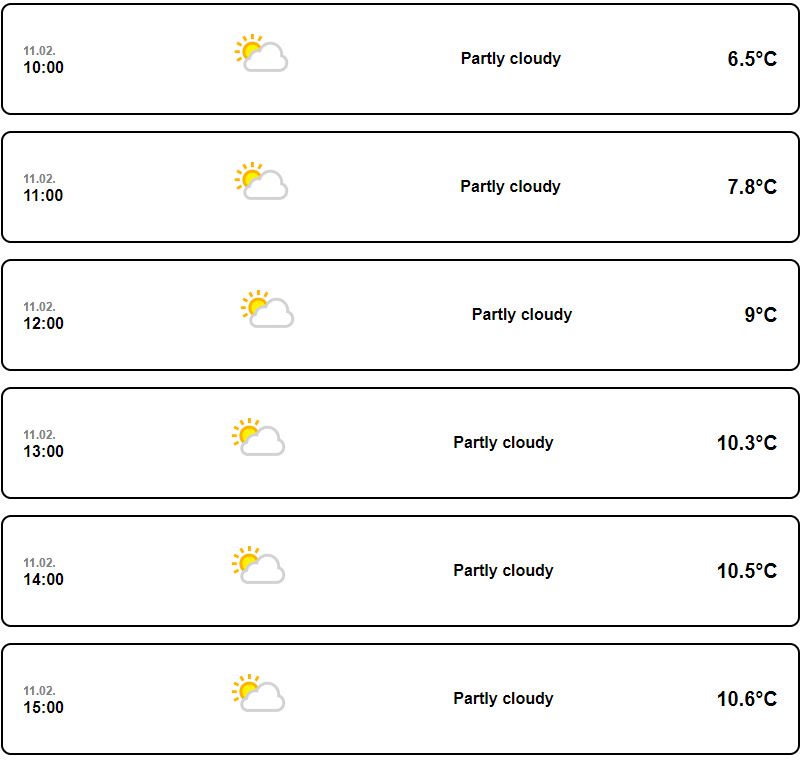 11.02.
10:00
Partly cloudy
6.5°C
11.02.
11:00
Partly cloudy
7.8°C
11.02.
12:00
Partly cloudy
9°C
11.02.
13:00
Partly cloudy
10.3°C
11.02.
14:00
Partly cloudy
10.5°C
11.02.
15:00
Partly cloudy
10.6°C